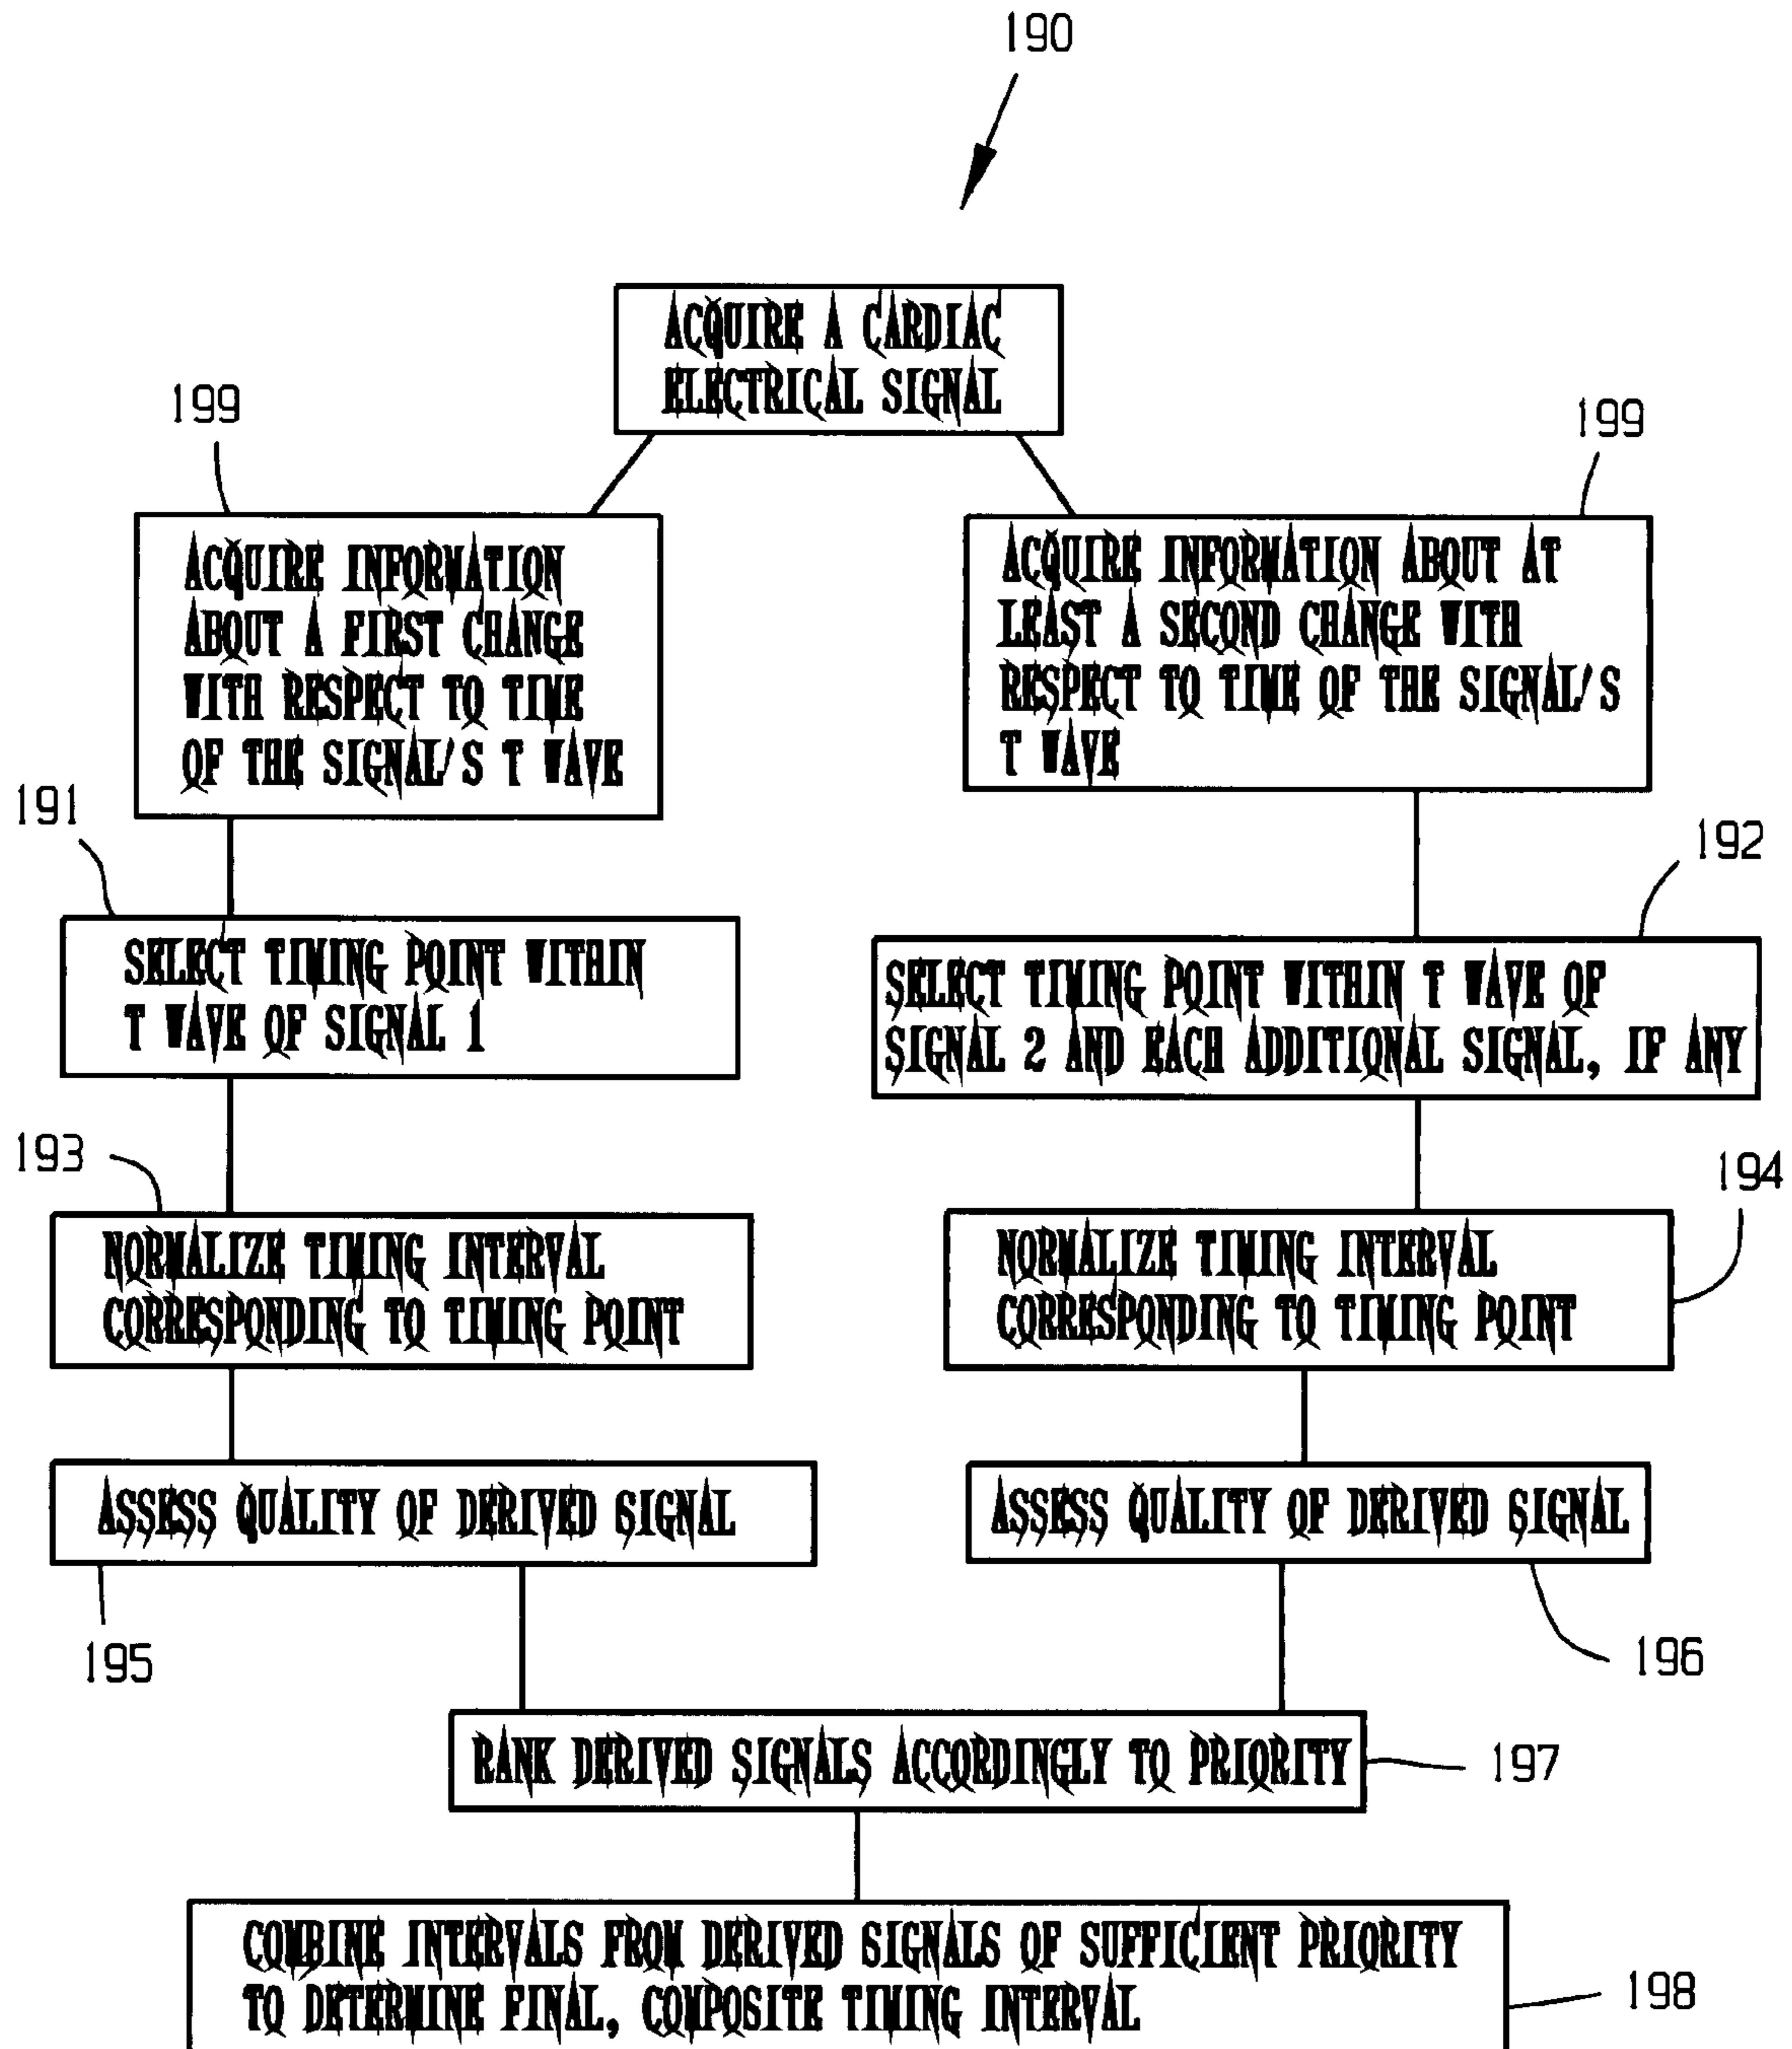 190
ACQUIRE A CARDIAC
ELECTRICAL SIGNAL
199
199
ACQUIRE INFORMATION
ABOUT A FIRST CHANGE
WITH RESPECT TO TIME
OF THE SIGNAL'S T WAVE
ACQUIRE INFORMATION ABOUT AT
LEAST A SECOND CHANGE WITH
RESPECT TO TIME OF THE SIGNAL'S
T WAVE
191
192
SELECT TIMING POINT WITHIN
T WAVE OF SIGNAL 1
SELECT TIMING POINT WITHIN T WAVE OF
SIGNAL 2 AND EACH ADDITIONAL SIGNAL, IF ANY
193
194
NORMALIZE TIMING INTERVAL
CORRESPONDING TO TIMING POINT
NORMALIZE TIMING INTERVAL
CORRESPONDING TO TIMING POINT
ASSESS QUALITY OF DERIVED SIGNAL
ASSESS QUALITY OF DERIVED SIGNAL
195
196
RANK DERIVED SIGNALS ACCORDINGLY TO PRIORITY
197
COMBINE INTERVALS FROM DERIVED SIGNALS OF SUFFICIENT PRIORITY
TO DETERMINE FINAL, COMPOSITE TIMING INTERVAL
198